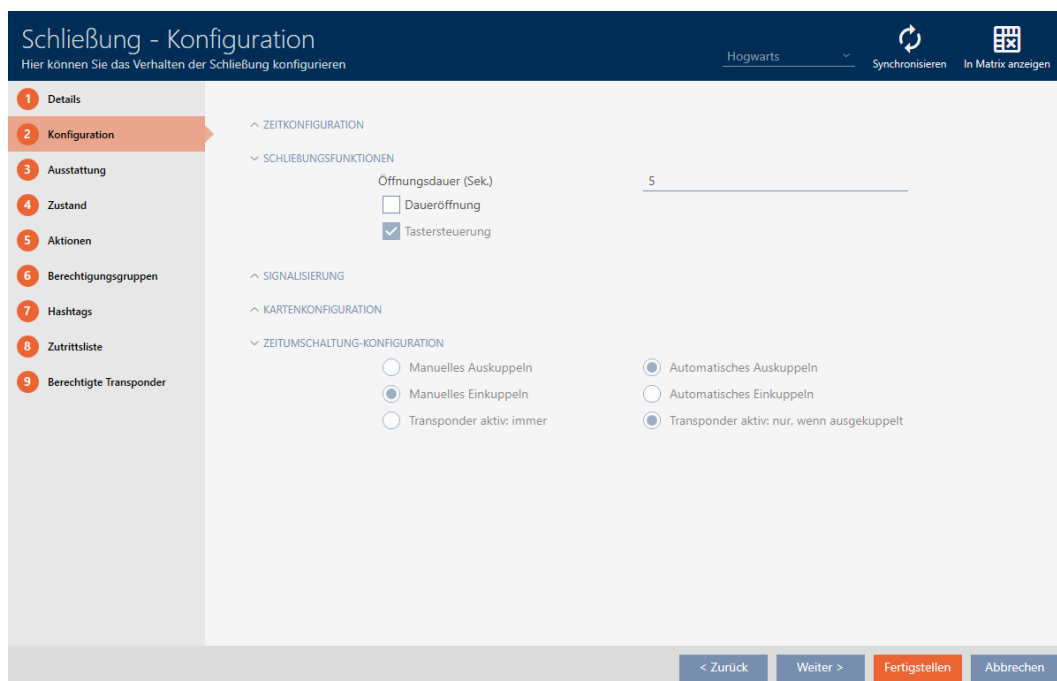 Schließung - Konfiguration
Hier können Sie das Verhalten der Schließung konfigurieren
Hogwarts
Synchronisieren
In Matrix anzeigen
1 Details
2 Konfiguration
3 Ausstattung
4 Zustand
5 Aktionen
6 Berechtigungsgruppen
7 Hashtags
8 Zutrittsliste
9 Berechtigte Transponder
ZEITKONFIGURATION
SCHLIEßUNGSFUNKTIONEN
Öffnungsdauer (Sek.) 5
Daueröffnung
Tastersteuerung
SIGNALISIERUNG
KARTENKONFIGURATION
ZEITUMSCHALTUNG-KONFIGURATION
Manuelles Auskuppeln Automatisches Auskuppeln
Manuelles Einkuppeln Automatisches Einkuppeln
Transponder aktiv: immer Transponder aktiv: nur, wenn ausgekuppelt
< Zurück Weiter > Fertigstellen Abbrechen